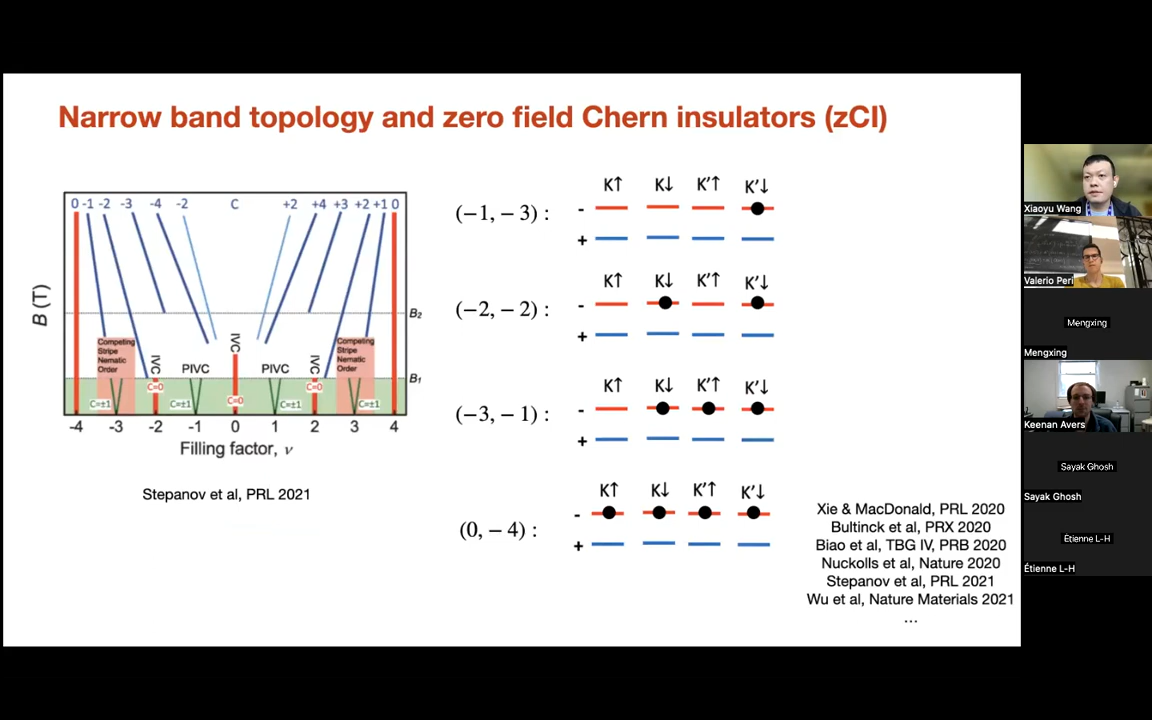 Narrow band topology and zero field Chern insulators (zCI)
0 -1 -2 -3 -4 -2 C +2 +4 +3 +2 +1 0
B (T)
B₂
B₁
Competing
Stripe
Nematic
Order
IVC
PIVC
IVC
PIVC
IVC
Competing
Stripe
Nematic
Order
C=±1
C=0
C=±1
C=0
C=±1
C=0
C=±1
-4 -3 -2 -1 0 1 2 3 4
Filling factor, ν
Stepanov et al, PRL 2021
K↑ K↓ K'↑ K'↓
(−1, − 3) :
-
+
K↑ K↓ K'↑ K'↓
(−2, − 2) :
-
+
K↑ K↓ K'↑ K'↓
(−3, − 1) :
-
+
K↑ K↓ K'↑ K'↓
(0, − 4) :
-
+
Xie & MacDonald, PRL 2020
Bultinck et al, PRX 2020
Biao et al, TBG IV, PRB 2020
Nuckolls et al, Nature 2020
Stepanov et al, PRL 2021
Wu et al, Nature Materials 2021
...
Xiaoyu Wang
Valerio Peri
Mengxing
Mengxing
Keenan Avers
Sayak Ghosh
Sayak Ghosh
Étienne L-H
Étienne L-H